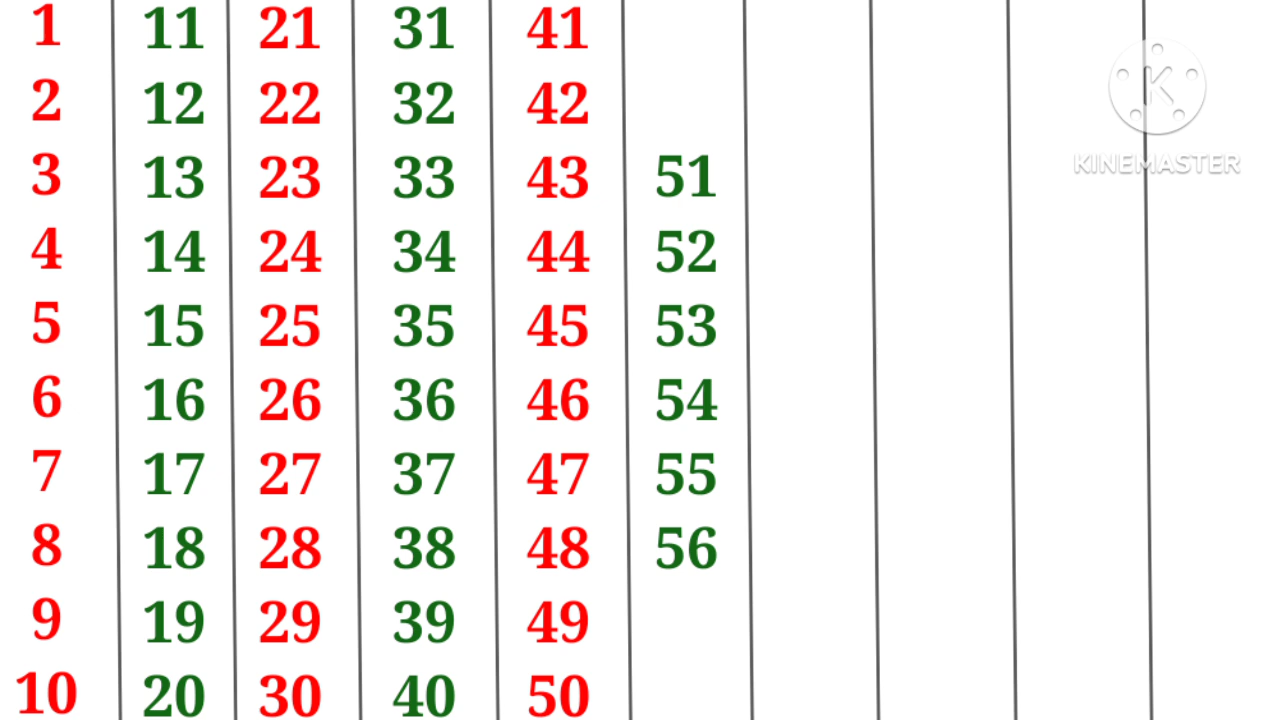 1 11 21 31 41
2 12 22 32 42
3 13 23 33 43 51
4 14 24 34 44 52
5 15 25 35 45 53
6 16 26 36 46 54
7 17 27 37 47 55
8 18 28 38 48 56
9 19 29 39 49
10 20 30 40 50
K
KINEMASTER